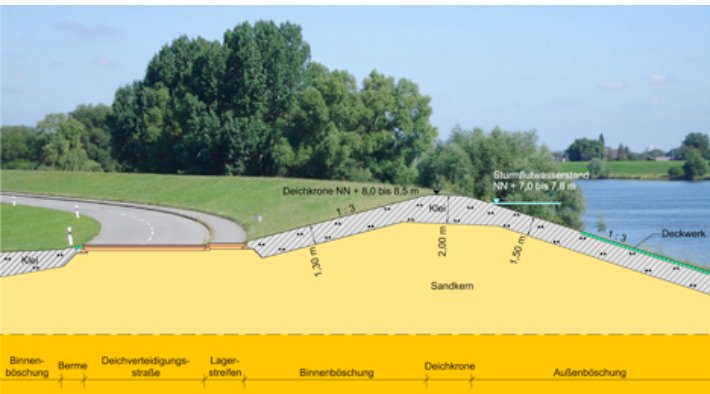 Sturmflutwasserstand
NN + 7,0 bis 7,8 m
Deichkrone NN + 8,0 bis 8,5 m
1 : 3
Klei
1 : 3
Deckwerk
Klei
1,30 m
2,00 m
1,50 m
Sandkern
Binnen-
böschung
Berme
Deichverteidigungs-
straße
Lager-
streifen
Binnenböschung
Deichkrone
Außenböschung